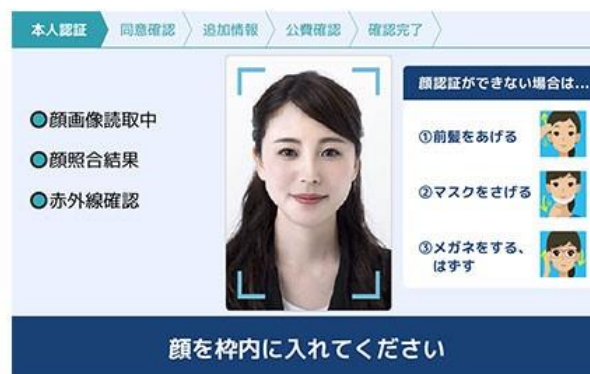 本人認証
同意確認
追加情報
公費確認
確認完了
顔画像読取中
顔照合結果
赤外線確認
顔認証ができない場合は...
①前髪をあげる
②マスクをさげる
③メガネをする、
はずす
顔を枠内に入れてください